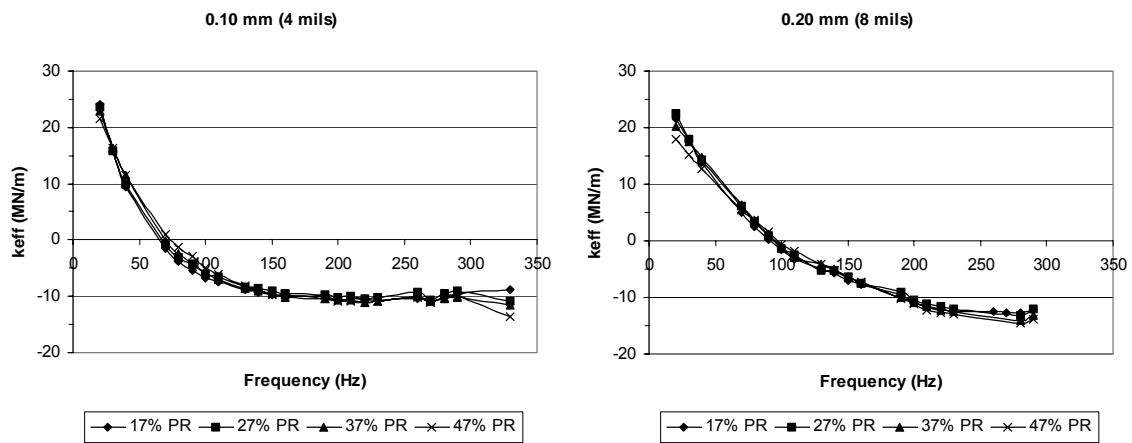 0.10 mm (4 mils)
30
20
10
0
-10
-20
0 50 100 150 200 250 300 350
keff (MN/m)
Frequency (Hz)
17% PR 27% PR 37% PR 47% PR
0.20 mm (8 mils)
30
20
10
0
-10
-20
0 50 100 150 200 250 300 350
keff (MN/m)
Frequency (Hz)
17% PR 27% PR 37% PR 47% PR